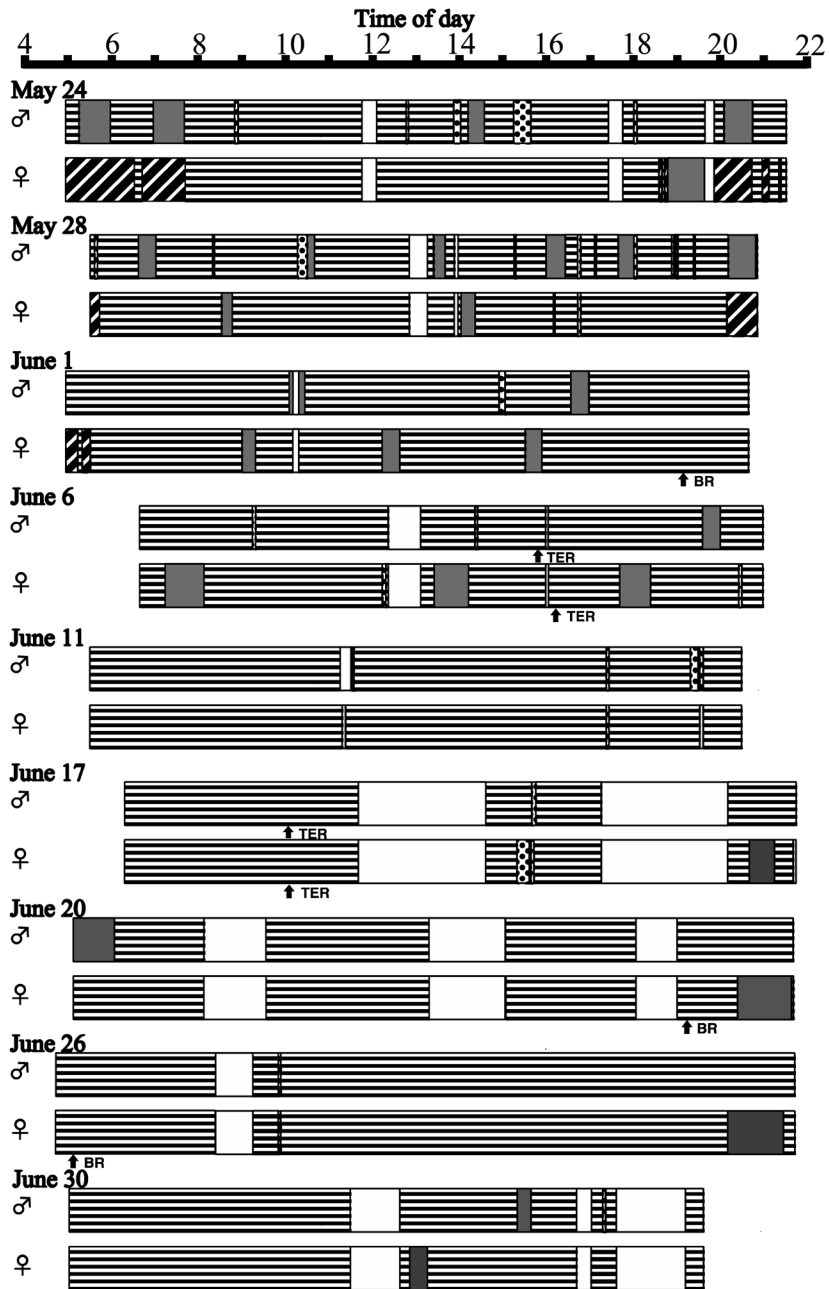 Time of day
4 6 8 10 12 14 16 18 20 22
May 24
♂
♀
May 28
♂
♀
June 1
♂
♀
BR
June 6
♂
TER
♀
TER
June 11
♂
♀
June 17
♂
TER
♀
TER
June 20
♂
♀
BR
June 26
♂
♀
BR
June 30
♂
♀